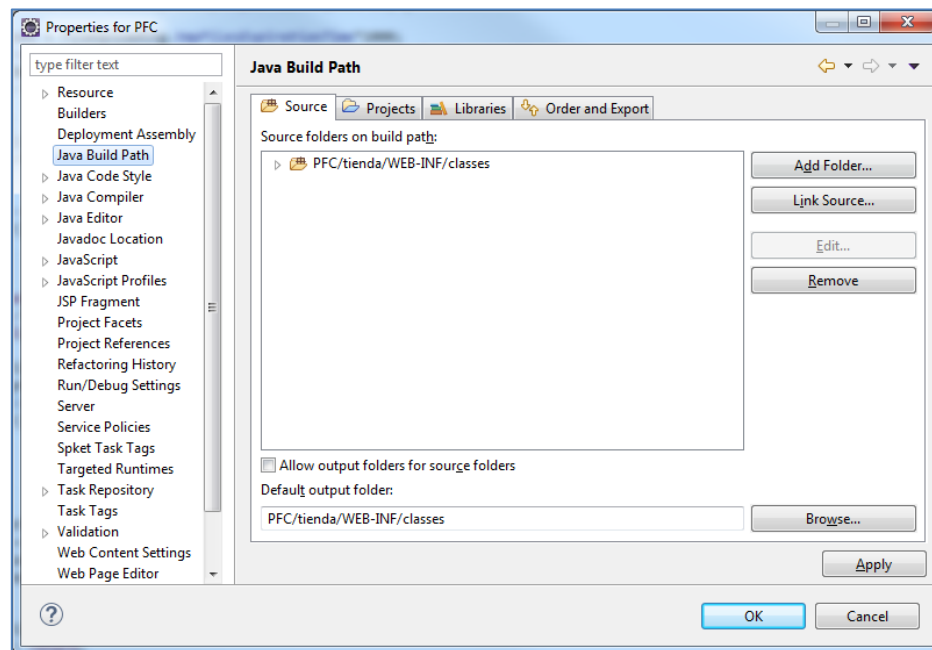 Properties for PFC
type filter text
Resource
Builders
Deployment Assembly
Java Build Path
Java Code Style
Java Compiler
Java Editor
Javadoc Location
JavaScript
JavaScript Profiles
JSP Fragment
Project Facets
Project References
Refactoring History
Run/Debug Settings
Server
Service Policies
Spket Task Tags
Targeted Runtimes
Task Repository
Task Tags
Validation
Web Content Settings
Web Page Editor
Java Build Path
Source Projects Libraries Order and Export
Source folders on build path:
PFC/tienda/WEB-INF/classes
Add Folder...
Link Source...
Edit...
Remove
Allow output folders for source folders
Default output folder:
PFC/tienda/WEB-INF/classes
Browse...
Apply
OK Cancel